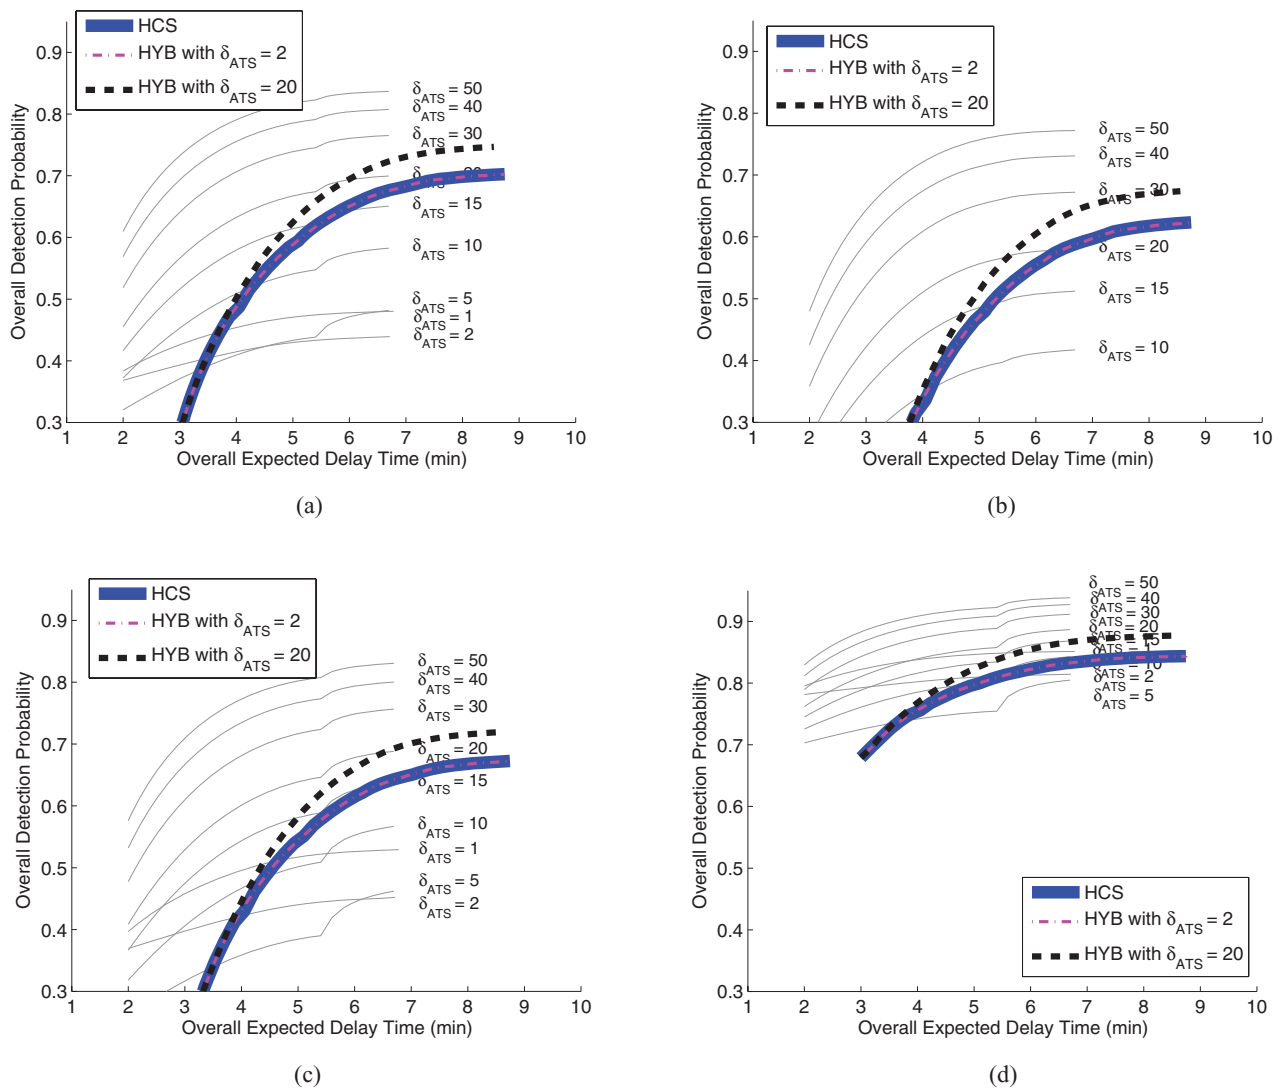 HCS
HYB with δATS = 2
HYB with δATS = 20
Overall Detection Probability
0.9
0.8
0.7
0.6
0.5
0.4
0.3
δATS = 50
δATS = 40
δATS = 30
δATS = 20
δATS = 15
δATS = 10
δATS = 5
δATS = 1
δATS = 2
1 2 3 4 5 6 7 8 9 10
Overall Expected Delay Time (min)
(a)
HCS
HYB with δATS = 2
HYB with δATS = 20
Overall Detection Probability
0.9
0.8
0.7
0.6
0.5
0.4
0.3
δATS = 50
δATS = 40
δATS = 30
δATS = 20
δATS = 15
δATS = 10
1 2 3 4 5 6 7 8 9 10
Overall Expected Delay Time (min)
(b)
HCS
HYB with δATS = 2
HYB with δATS = 20
Overall Detection Probability
0.9
0.8
0.7
0.6
0.5
0.4
0.3
δATS = 50
δATS = 40
δATS = 30
δATS = 20
δATS = 15
δATS = 10
δATS = 1
δATS = 5
δATS = 2
1 2 3 4 5 6 7 8 9 10
Overall Expected Delay Time (min)
(c)
Overall Detection Probability
0.9
0.8
0.7
0.6
0.5
0.4
0.3
δATS = 50
δATS = 40
δATS = 30
δATS = 20
δATS = 15
δATS = 1
δATS = 10
δATS = 2
δATS = 5
HCS
HYB with δATS = 2
HYB with δATS = 20
1 2 3 4 5 6 7 8 9 10
Overall Expected Delay Time (min)
(d)